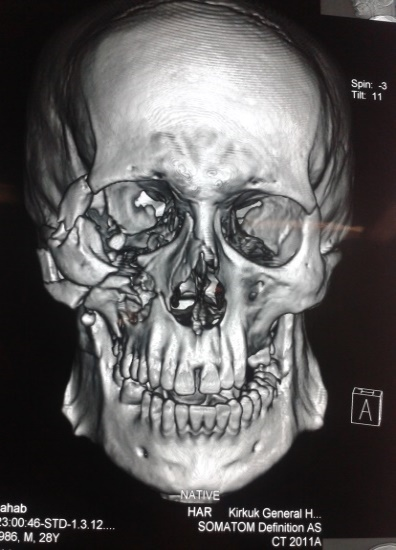 Spin: -3
Tilt: 11
A
NATIVE
ahab
HAR Kirkuk General H...
23:00:46-STD-1.3.12....
SOMATOM Definition AS
986, M, 28Y
CT 2011A